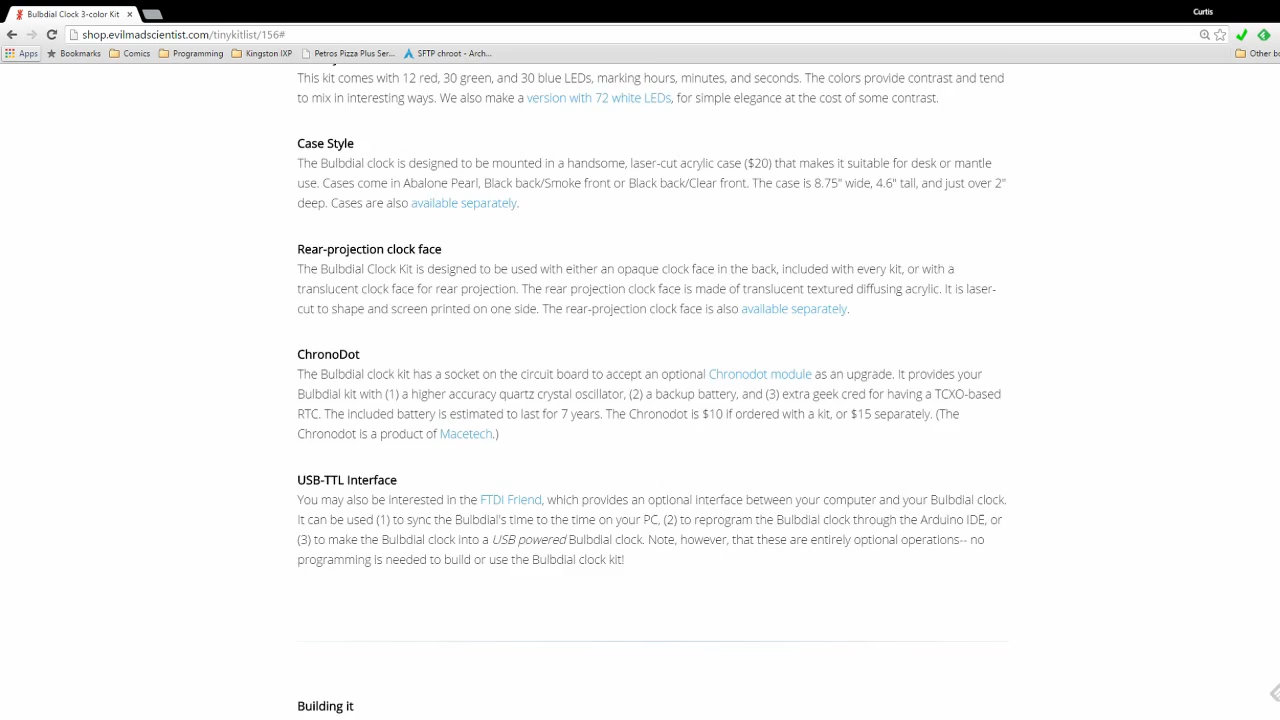 Bulbdial Clock 3-color Kit
Curtis
shop.evilmadscientist.com/tinykitlist/156#
Apps Bookmarks Comics Programming Kingston IXP Petros Pizza Plus Ser... SFTP chroot - Arch... Other bo
This kit comes with 12 red, 30 green, and 30 blue LEDs, marking hours, minutes, and seconds. The colors provide contrast and tend
to mix in interesting ways. We also make a version with 72 white LEDs, for simple elegance at the cost of some contrast.
Case Style
The Bulbdial clock is designed to be mounted in a handsome, laser-cut acrylic case ($20) that makes it suitable for desk or mantle
use. Cases come in Abalone Pearl, Black back/Smoke front or Black back/Clear front. The case is 8.75" wide, 4.6" tall, and just over 2"
deep. Cases are also available separately.
Rear-projection clock face
The Bulbdial Clock Kit is designed to be used with either an opaque clock face in the back, included with every kit, or with a
translucent clock face for rear projection. The rear projection clock face is made of translucent textured diffusing acrylic. It is laser-
cut to shape and screen printed on one side. The rear-projection clock face is also available separately.
ChronoDot
The Bulbdial clock kit has a socket on the circuit board to accept an optional Chronodot module as an upgrade. It provides your
Bulbdial kit with (1) a higher accuracy quartz crystal oscillator, (2) a backup battery, and (3) extra geek cred for having a TCXO-based
RTC. The included battery is estimated to last for 7 years. The Chronodot is $10 if ordered with a kit, or $15 separately. (The
Chronodot is a product of Macetech.)
USB-TTL Interface
You may also be interested in the FTDI Friend, which provides an optional interface between your computer and your Bulbdial clock.
It can be used (1) to sync the Bulbdial's time to the time on your PC, (2) to reprogram the Bulbdial clock through the Arduino IDE, or
(3) to make the Bulbdial clock into a USB powered Bulbdial clock. Note, however, that these are entirely optional operations-- no
programming is needed to build or use the Bulbdial clock kit!
Building it